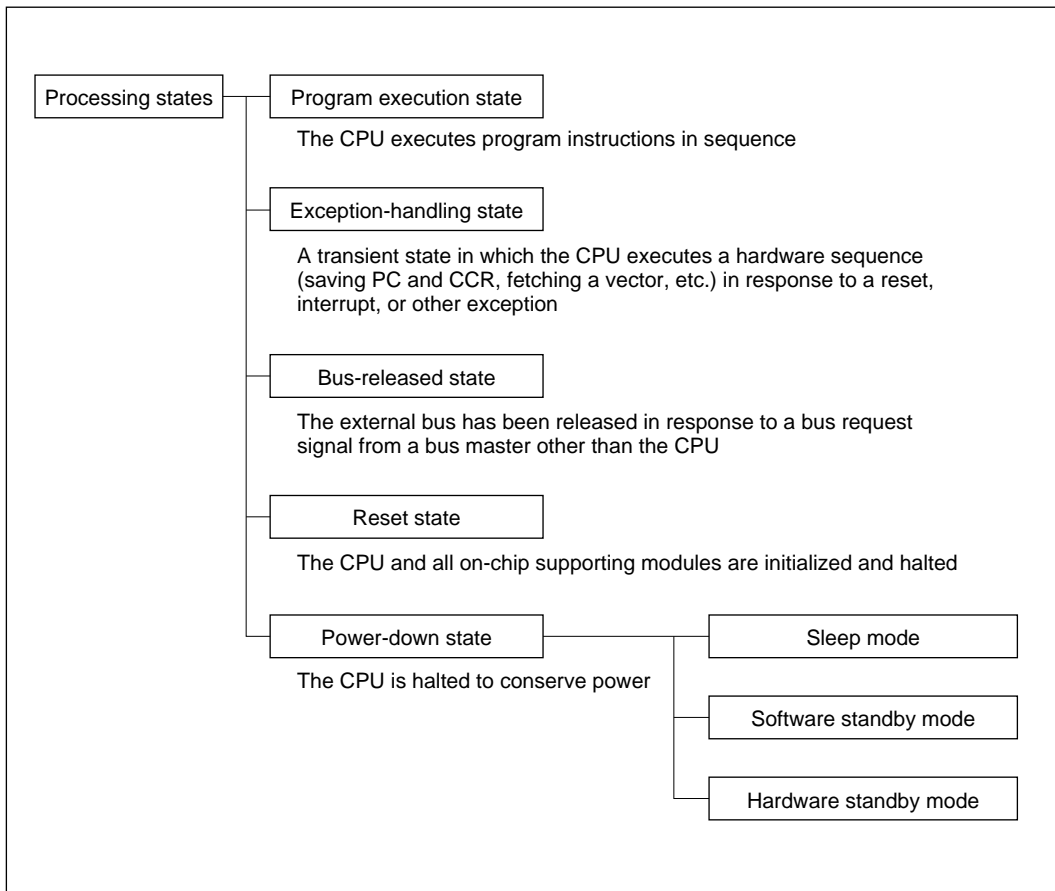 Processing states
Program execution state
The CPU executes program instructions in sequence
Exception-handling state
A transient state in which the CPU executes a hardware sequence
(saving PC and CCR, fetching a vector, etc.) in response to a reset,
interrupt, or other exception
Bus-released state
The external bus has been released in response to a bus request
signal from a bus master other than the CPU
Reset state
The CPU and all on-chip supporting modules are initialized and halted
Power-down state
The CPU is halted to conserve power
Sleep mode
Software standby mode
Hardware standby mode